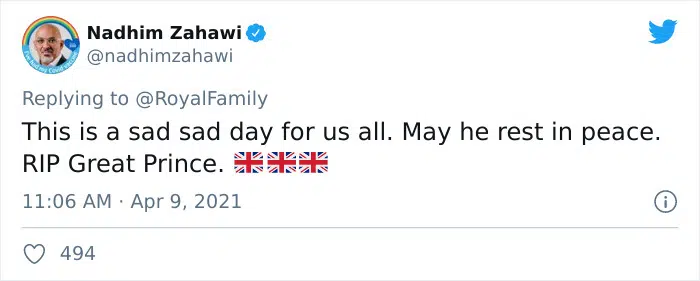 Nadhim Zahawi
@nadhimzahawi
Replying to @RoyalFamily
This is a sad sad day for us all. May he rest in peace.
RIP Great Prince. 🇬🇧🇬🇧🇬🇧
11:06 AM · Apr 9, 2021
494